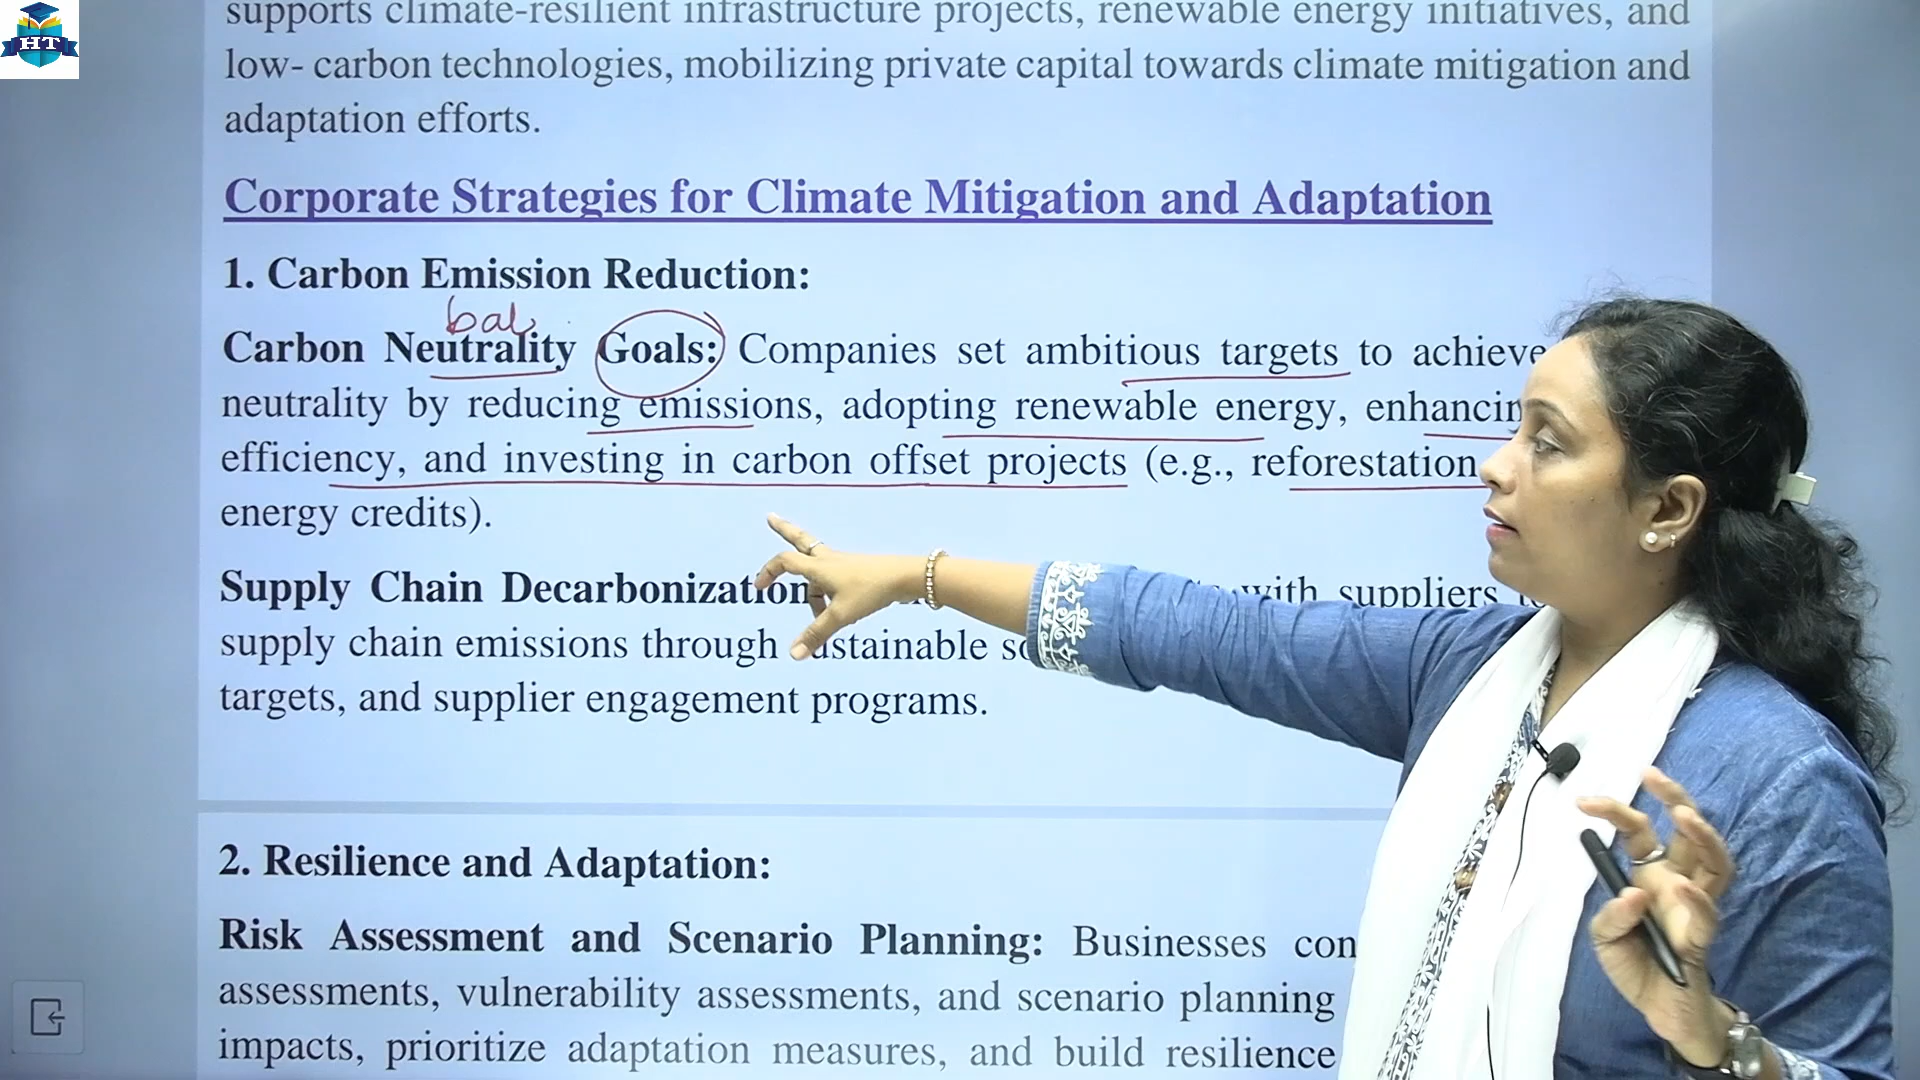 HT
supports climate-resilient infrastructure projects, renewable energy initiatives, and
low- carbon technologies, mobilizing private capital towards climate mitigation and
adaptation efforts.
Corporate Strategies for Climate Mitigation and Adaptation
1. Carbon Emission Reduction:
bal
Carbon Neutrality Goals: Companies set ambitious targets to achieve
neutrality by reducing emissions, adopting renewable energy,
efficiency, and investing in carbon offset projects (e.g., reforestation
energy credits).
Supply Chain Decarbonization with suppliers
supply chain emissions through sustainable
targets, and supplier engagement programs.
2. Resilience and Adaptation:
Risk Assessment and Scenario Planning: Businesses
assessments, vulnerability assessments, and scenario planning
impacts, prioritize adaptation measures, and build resilience